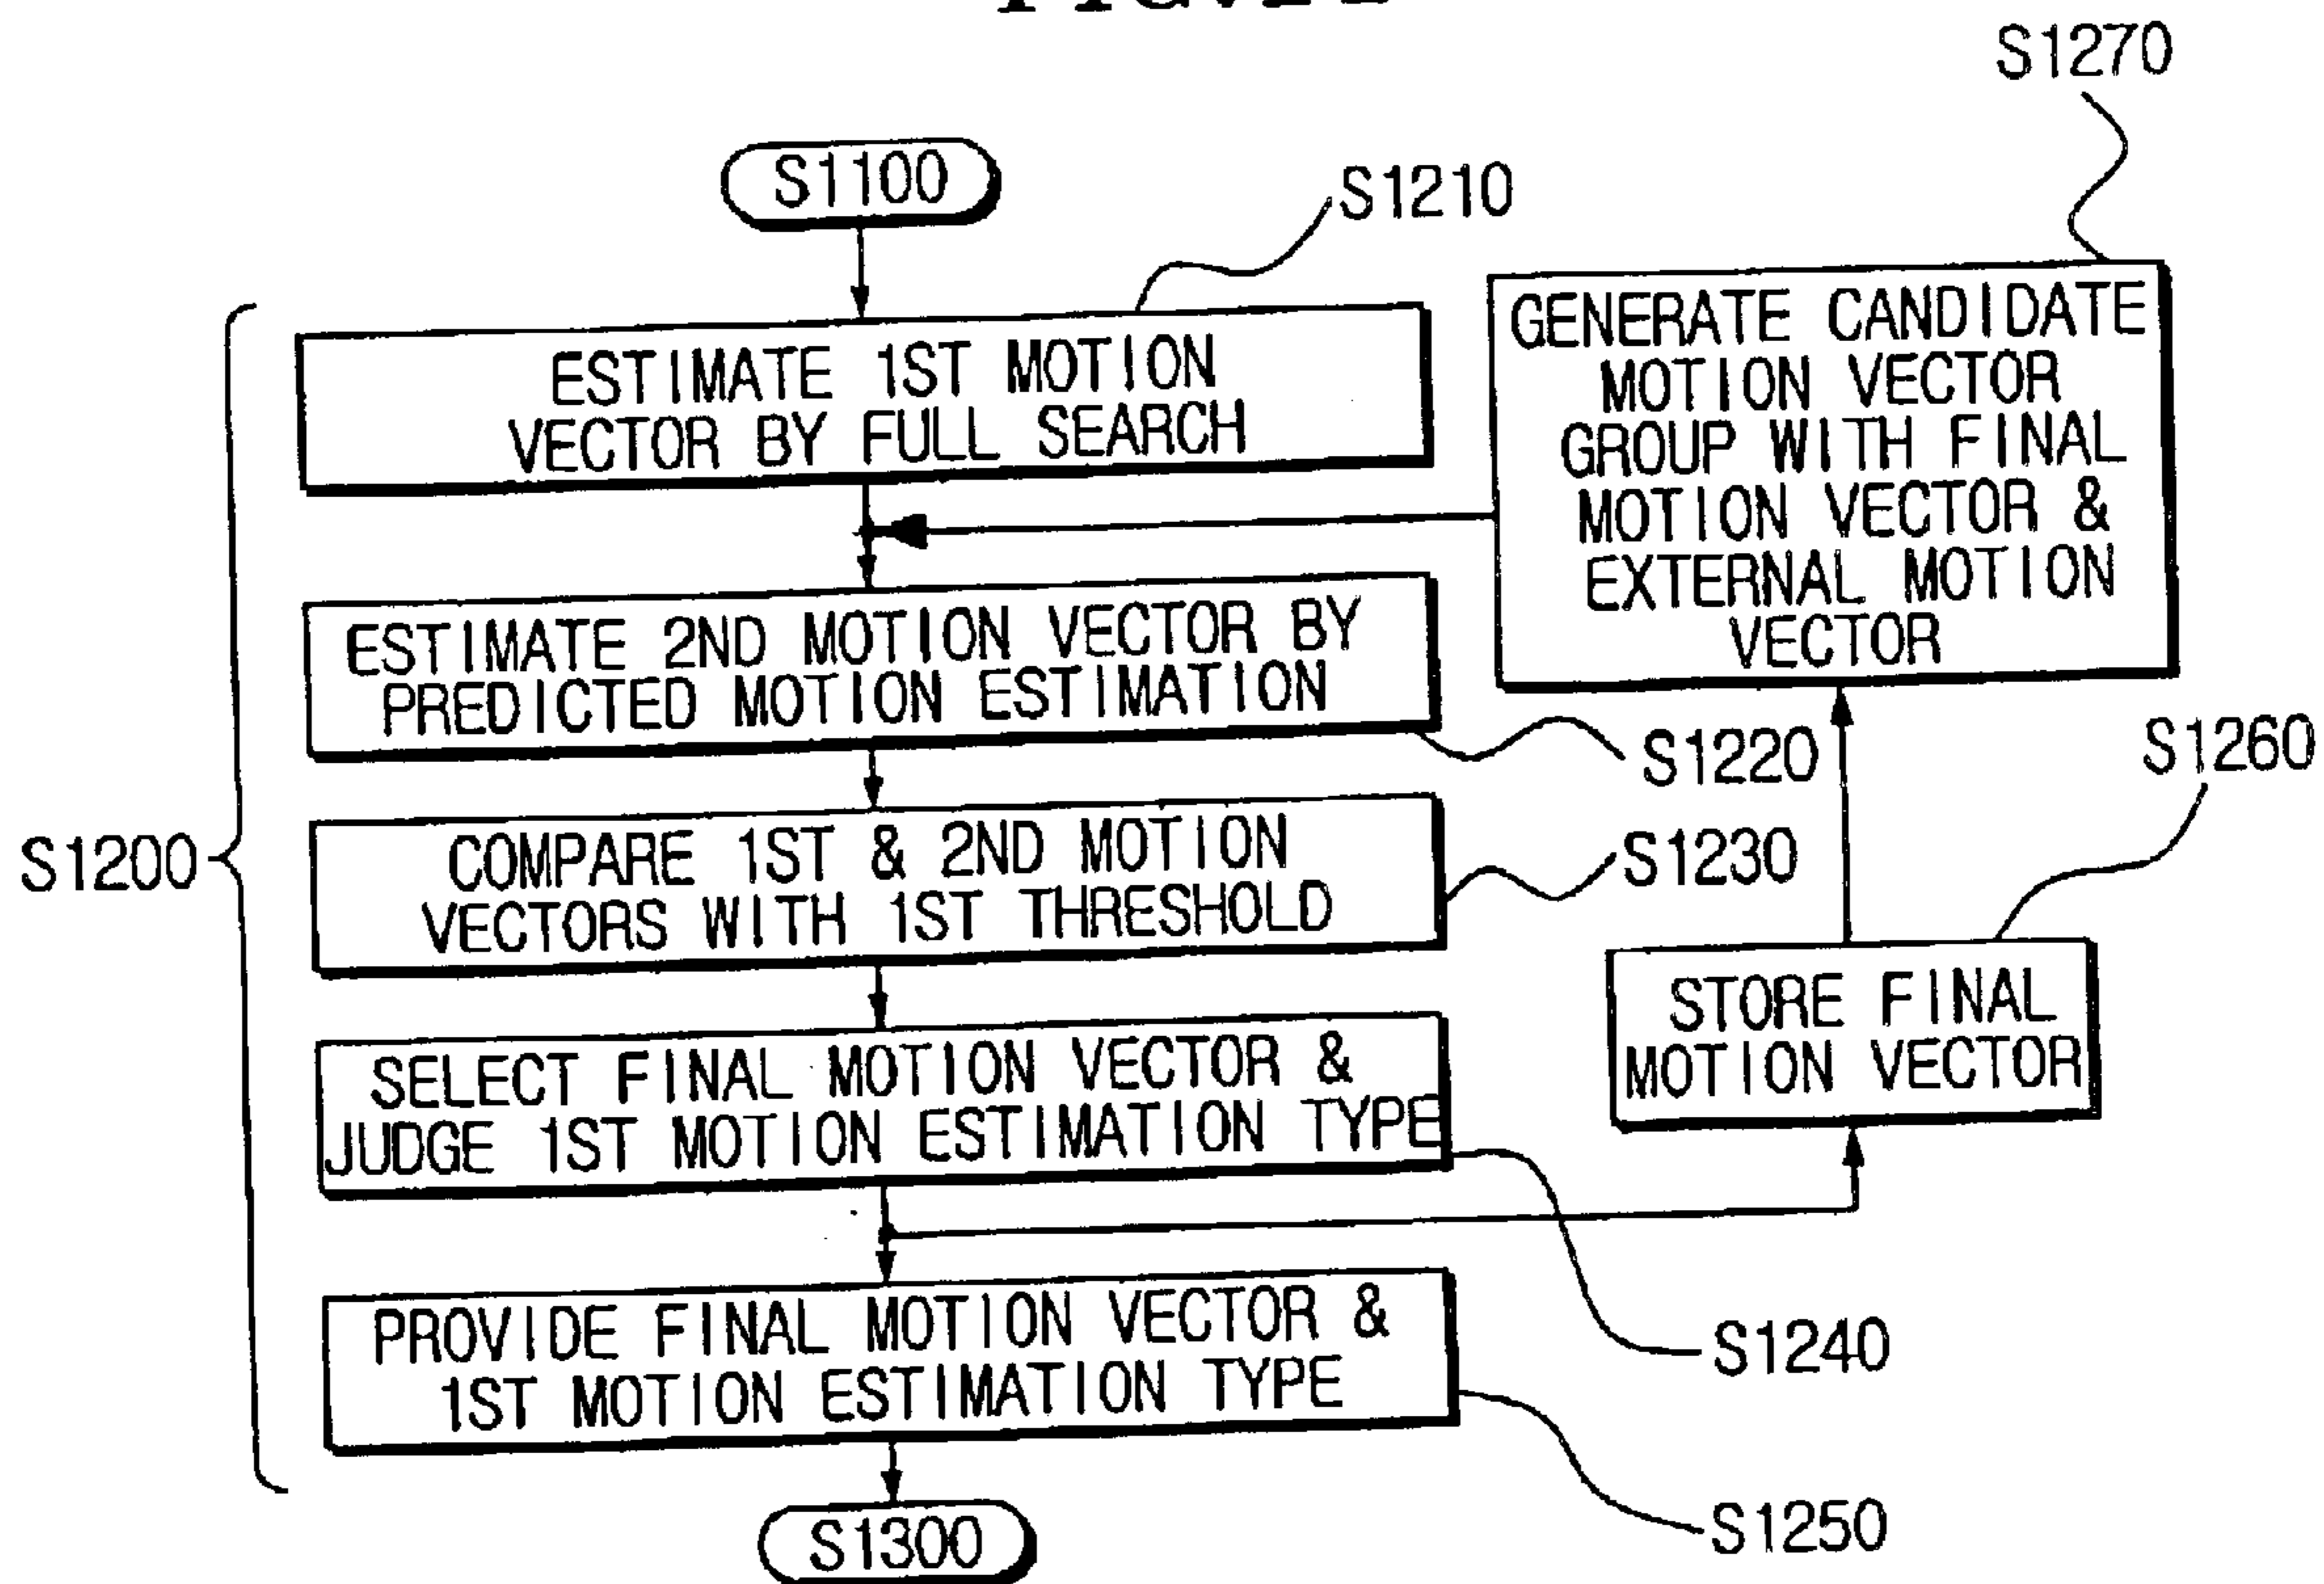 S1270
S1100
S1210
GENERATE CANDIDATE
MOTION VECTOR
GROUP WITH FINAL
MOTION VECTOR &
EXTERNAL MOTION
VECTOR
ESTIMATE 1ST MOTION
VECTOR BY FULL SEARCH
ESTIMATE 2ND MOTION VECTOR BY
PREDICTED MOTION ESTIMATION
S1220
S1260
S1200
COMPARE 1ST & 2ND MOTION
VECTORS WITH 1ST THRESHOLD
S1230
STORE FINAL
MOTION VECTOR
SELECT FINAL MOTION VECTOR &
JUDGE 1ST MOTION ESTIMATION TYPE
S1240
PROVIDE FINAL MOTION VECTOR &
1ST MOTION ESTIMATION TYPE
S1250
S1300